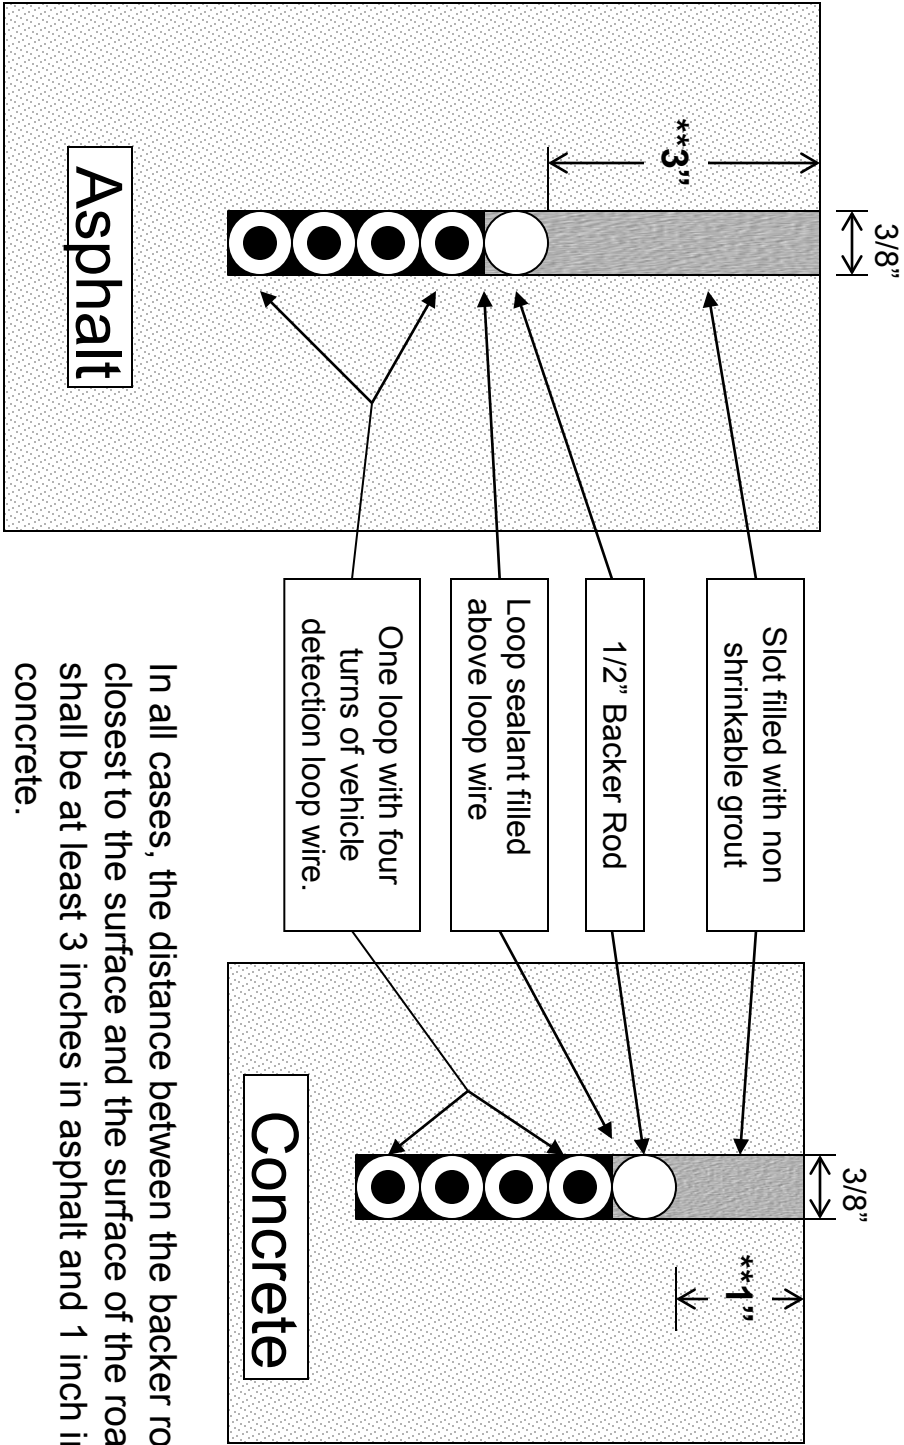 3/8”
3/8”
**3”
**1”
Slot filled with non
shrinkable grout
1/2” Backer Rod
Loop sealant filled
above loop wire
One loop with four
turns of vehicle
detection loop wire.
Asphalt
Concrete
In all cases, the distance between the backer ro
closest to the surface and the surface of the roa
shall be at least 3 inches in asphalt and 1 inch
concrete.